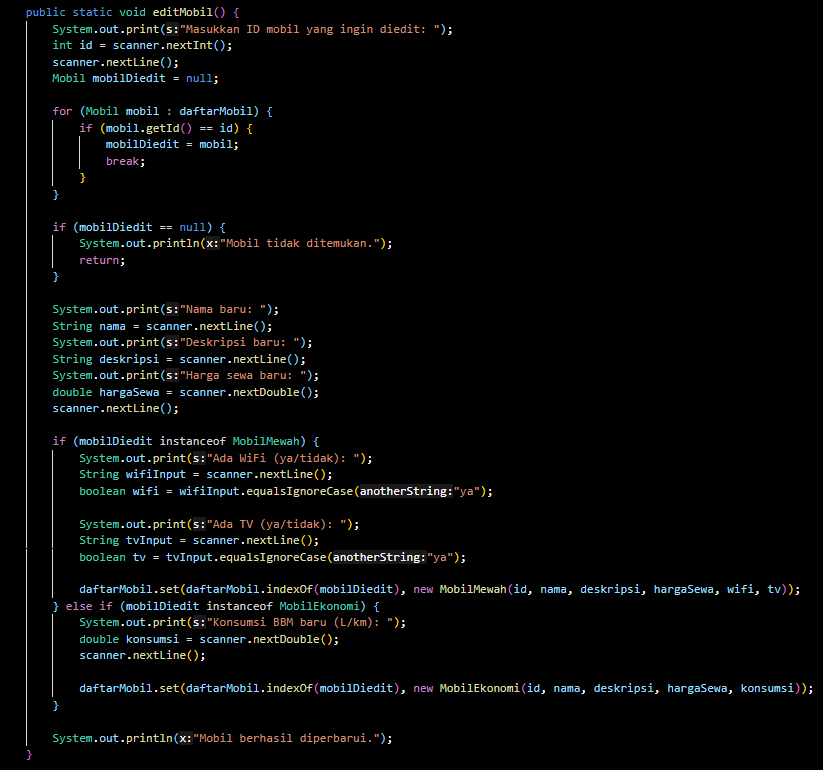 public static void editMobil() {
System.out.print(s:"Masukkan ID mobil yang ingin diedit: ");
int id = scanner.nextInt();
scanner.nextLine();
Mobil mobilDiedit = null;
for (Mobil mobil : daftarMobil) {
if (mobil.getId() == id) {
mobilDiedit = mobil;
break;
}
}
if (mobilDiedit == null) {
System.out.println(x:"Mobil tidak ditemukan.");
return;
}
System.out.print(s:"Nama baru: ");
String nama = scanner.nextLine();
System.out.print(s:"Deskripsi baru: ");
String deskripsi = scanner.nextLine();
System.out.print(s:"Harga sewa baru: ");
double hargaSewa = scanner.nextDouble();
scanner.nextLine();
if (mobilDiedit instanceof MobilMewah) {
System.out.print(s:"Ada WiFi (ya/tidak): ");
String wifiInput = scanner.nextLine();
boolean wifi = wifiInput.equalsIgnoreCase(anotherString:"ya");
System.out.print(s:"Ada TV (ya/tidak): ");
String tvInput = scanner.nextLine();
boolean tv = tvInput.equalsIgnoreCase(anotherString:"ya");
daftarMobil.set(daftarMobil.indexOf(mobilDiedit), new MobilMewah(id, nama, deskripsi, hargaSewa, wifi, tv));
} else if (mobilDiedit instanceof MobilEkonomi) {
System.out.print(s:"Konsumsi BBM baru (L/km): ");
double konsumsi = scanner.nextDouble();
scanner.nextLine();
daftarMobil.set(daftarMobil.indexOf(mobilDiedit), new MobilEkonomi(id, nama, deskripsi, hargaSewa, konsumsi));
}
System.out.println(x:"Mobil berhasil diperbarui.");
}